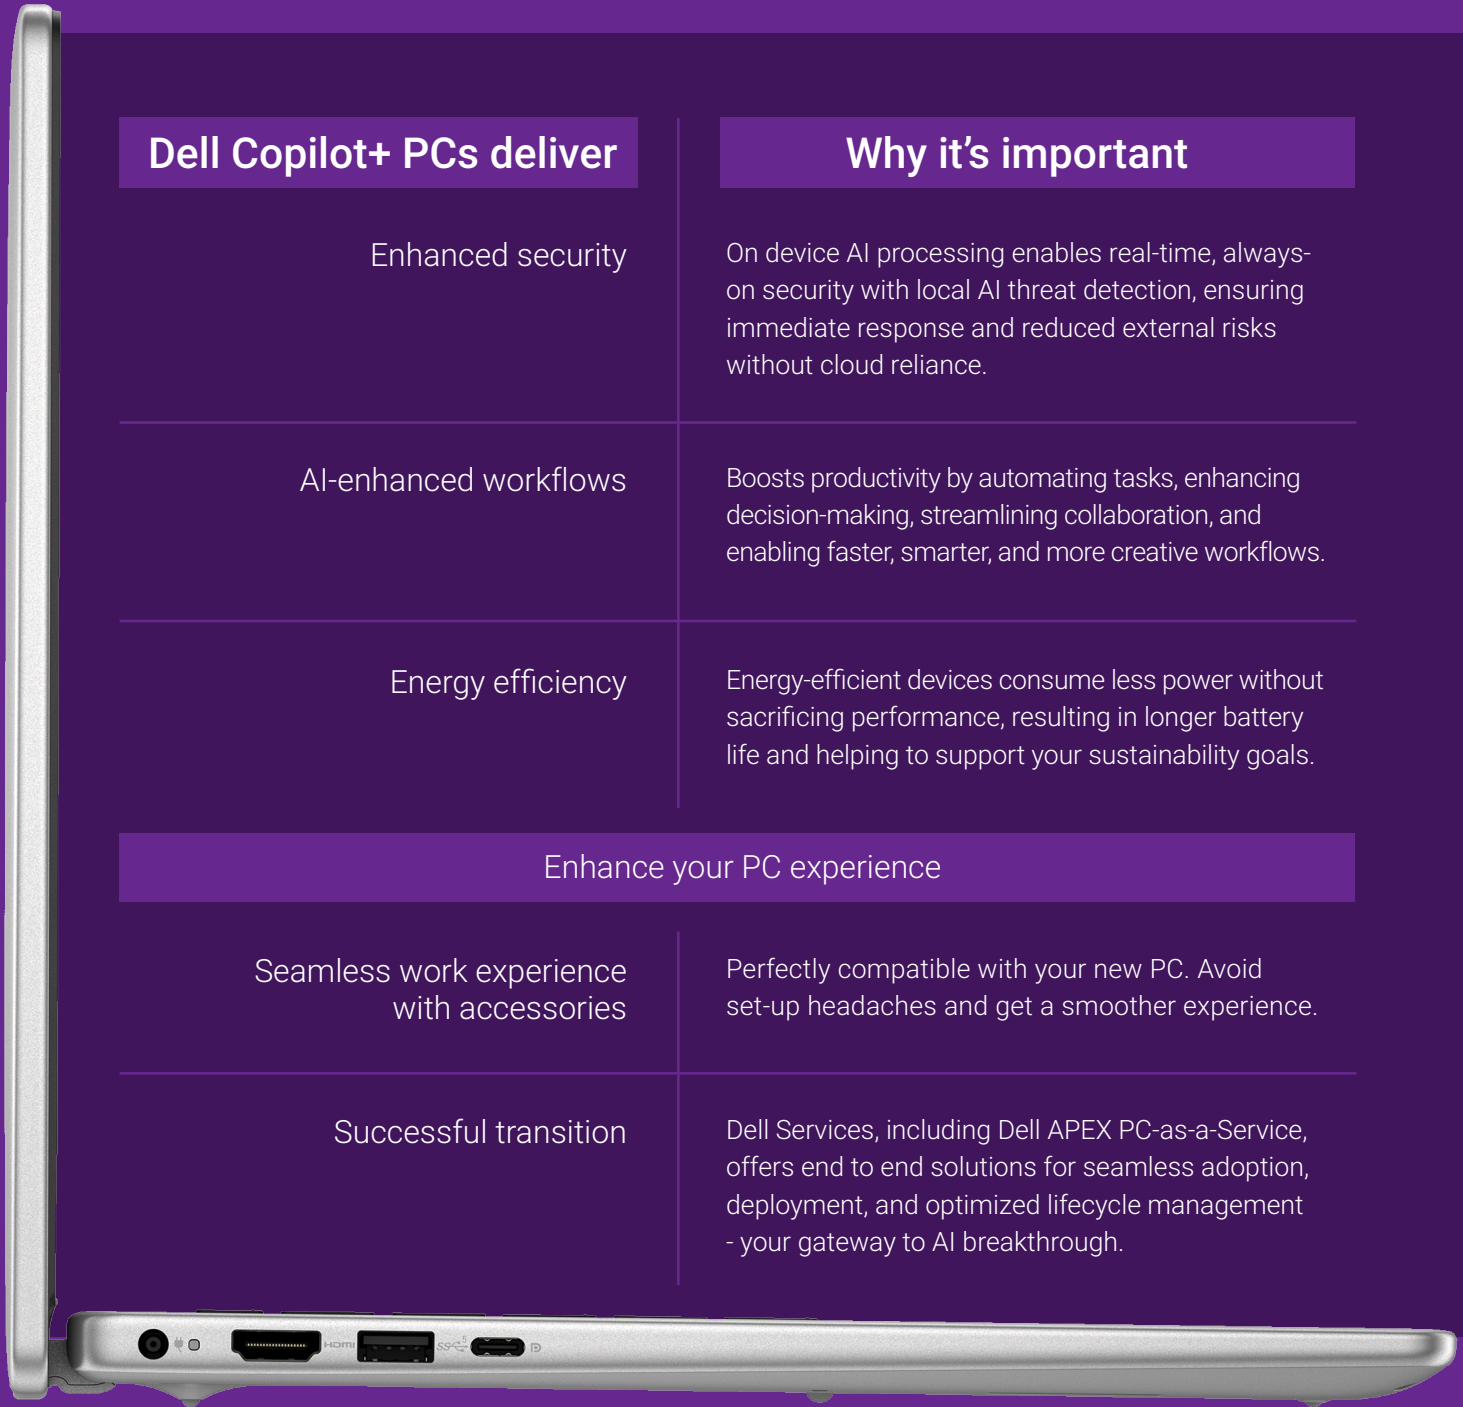 Dell Copilot+ PCs deliver
Why it's important
Enhanced security
On device AI processing enables real-time, always-
on security with local AI threat detection, ensuring
immediate response and reduced external risks
without cloud reliance.
AI-enhanced workflows
Boosts productivity by automating tasks, enhancing
decision-making, streamlining collaboration, and
enabling faster, smarter, and more creative workflows.
Energy efficiency
Energy-efficient devices consume less power without
sacrificing performance, resulting in longer battery
life and helping to support your sustainability goals.
Enhance your PC experience
Seamless work experience
with accessories
Perfectly compatible with your new PC. Avoid
set-up headaches and get a smoother experience.
Successful transition
Dell Services, including Dell APEX PC-as-a-Service,
offers end to end solutions for seamless adoption,
deployment, and optimized lifecycle management
- your gateway to AI breakthrough.
HDMI
SS 5